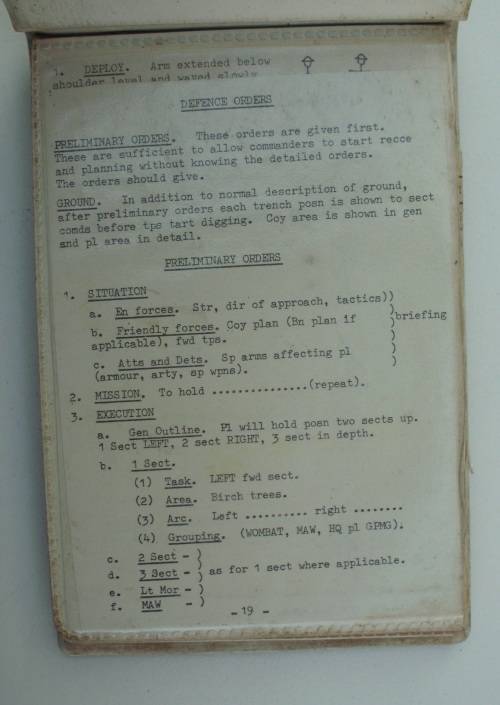 1. DEPLOY. Arm extended below
shoulder level and waved slowly
DEFENCE ORDERS
PRELIMINARY ORDERS. These orders are given first.
These are sufficient to allow commanders to start recce
and planning without knowing the detailed orders.
The orders should give.
GROUND. In addition to normal description of ground,
after preliminary orders each trench posn is shown to sect
comds before tps tart digging. Coy area is shown in gen
and pl area in detail.
PRELIMINARY ORDERS
1. SITUATION
a. En forces. Str, dir of approach, tactics))
b. Friendly forces. Coy plan (Bn plan if )briefing
applicable), fwd tps. )
c. Atts and Dets. Sp arms affecting pl )
(armour, arty, sp wpns). )
2. MISSION. To hold ...............(repeat).
3. EXECUTION
a. Gen Outline. Pl will hold posn two sects up.
1 Sect LEFT, 2 sect RIGHT, 3 sect in depth.
b. 1 Sect.
(1) Task. LEFT fwd sect.
(2) Area. Birch trees.
(3) Arc. Left .......... right ........
(4) Grouping. (WOMBAT, MAW, HQ pl GPMG).
c. 2 Sect - )
d. 3 Sect - ) as for 1 sect where applicable.
e. Lt Mor - )
f. MAW - )
- 19 -